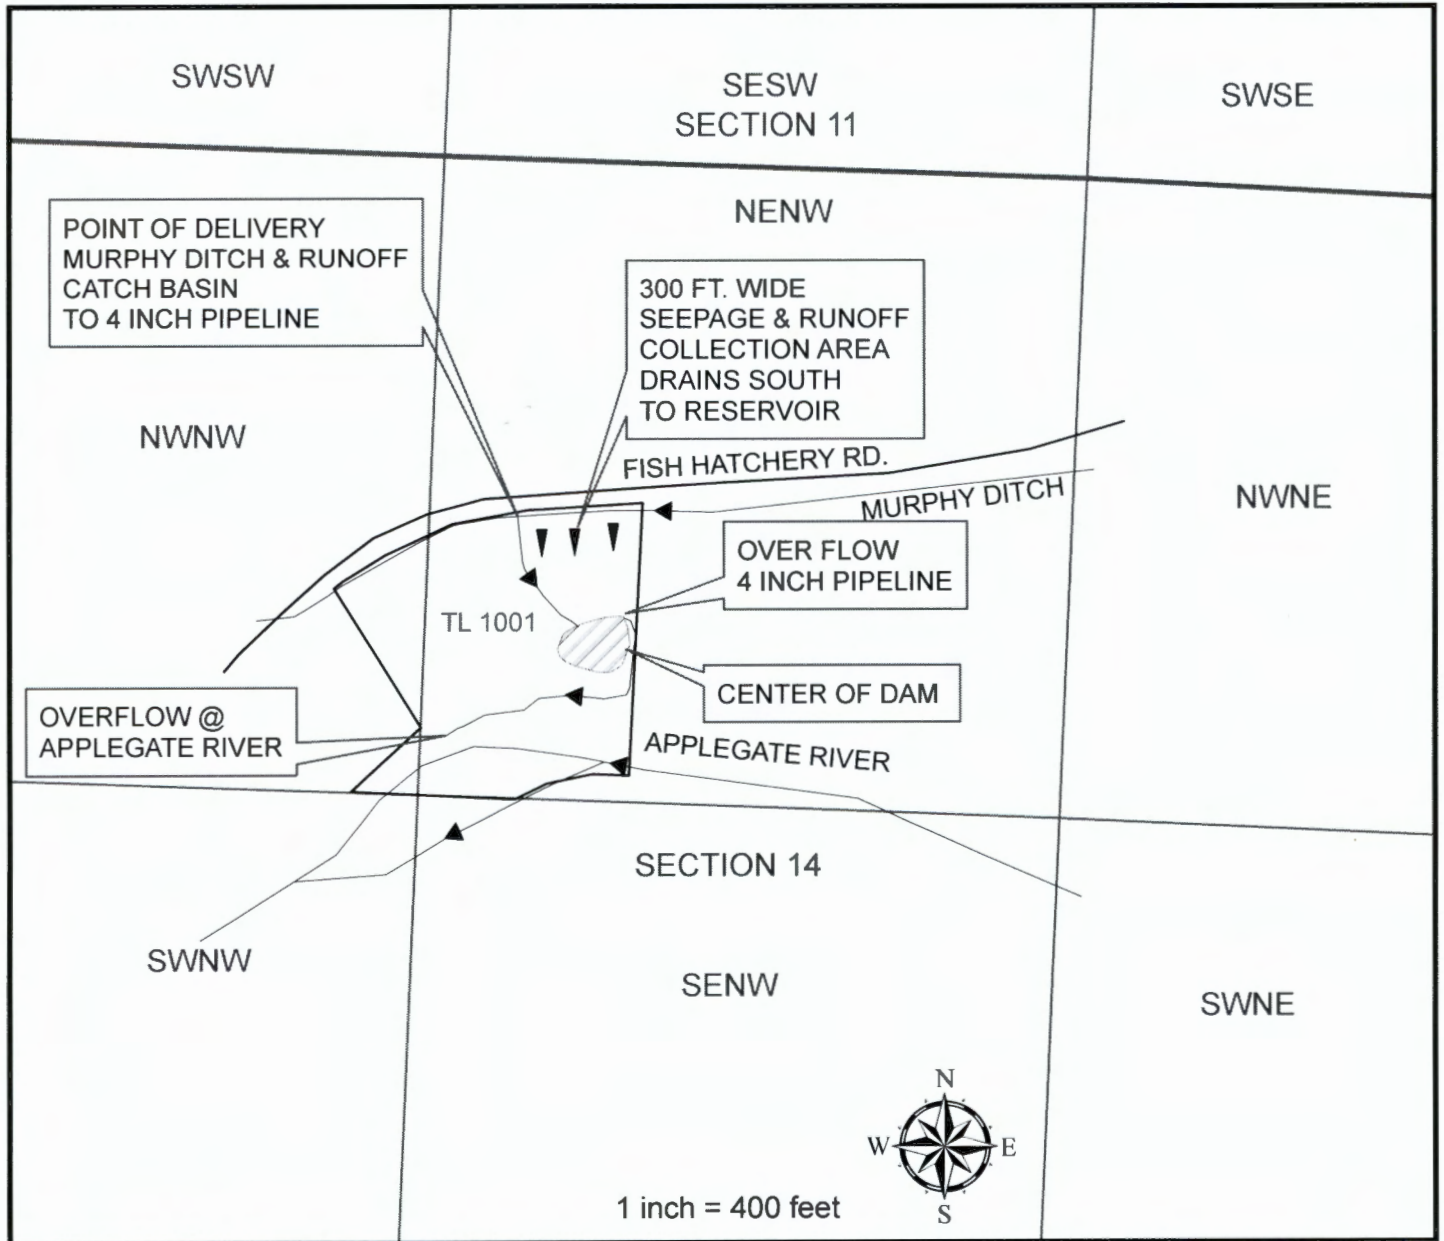 SWSW
SESW
SECTION 11
SWSE
NENW
POINT OF DELIVERY
MURPHY DITCH & RUNOFF
CATCH BASIN
TO 4 INCH PIPELINE
300 FT. WIDE
SEEPAGE & RUNOFF
COLLECTION AREA
DRAINS SOUTH
TO RESERVOIR
NWNW
FISH HATCHERY RD.
MURPHY DITCH
NWNE
OVER FLOW
4 INCH PIPELINE
TL 1001
CENTER OF DAM
OVERFLOW @
APPLEGATE RIVER
APPLEGATE RIVER
SECTION 14
SWNW
SENW
SWNE
N
W
E
S
1 inch = 400 feet